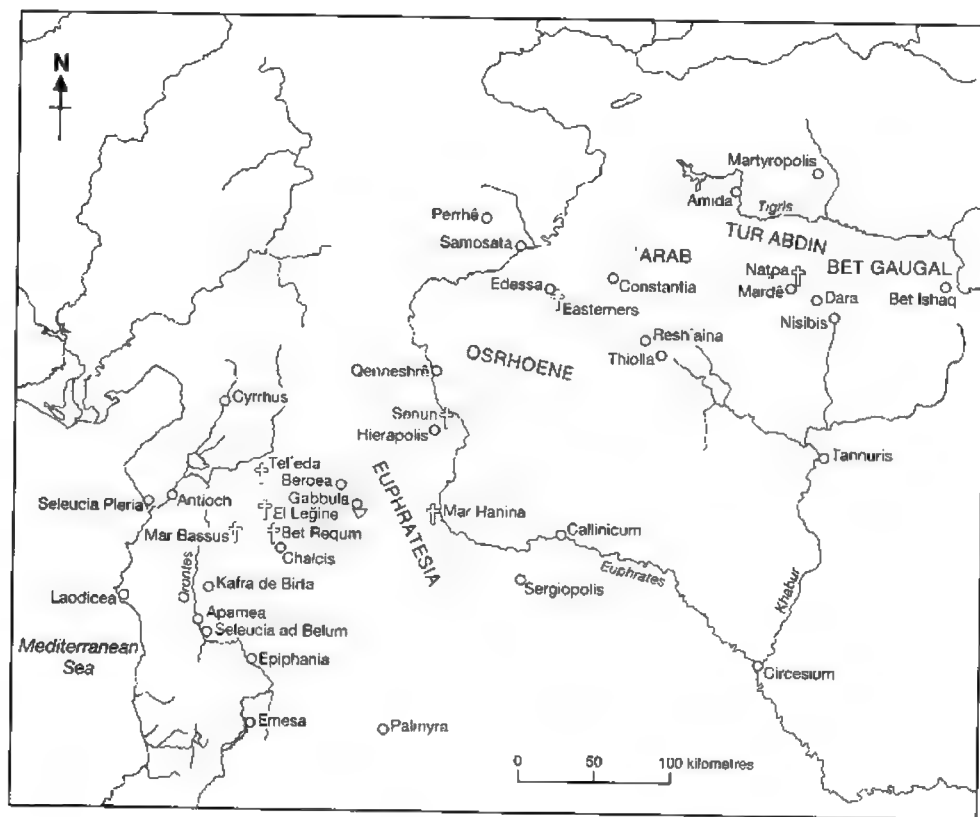 N
Martyropolis
Amida
Tigris
Perrhê
TUR ABDIN
Samosata
'ARAB
Natpa
BET GAUGAL
Edessa
Constantia
Mardê
Dara
Bet Ishaq
Easterners
Nisibis
Resh'aina
OSRHOENE
Thiolla
Qenneshrê
Cyrrhus
Senun
Hierapolis
Tannuris
Tel'eda
Beroea
EUPHRATESIA
Seleucia Pieria
Antioch
Gabbula
El Leğine
Mar Hanina
Mar Bassus
Bet Requm
Callinicum
Chalcis
Euphrates
Orontes
Kafra de Birta
Sergiopolis
Khabur
Laodicea
Apamea
Seleucia ad Belum
Mediterranean
Sea
Epiphania
Circesium
Emesa
Palmyra
0 50 100 kilometres